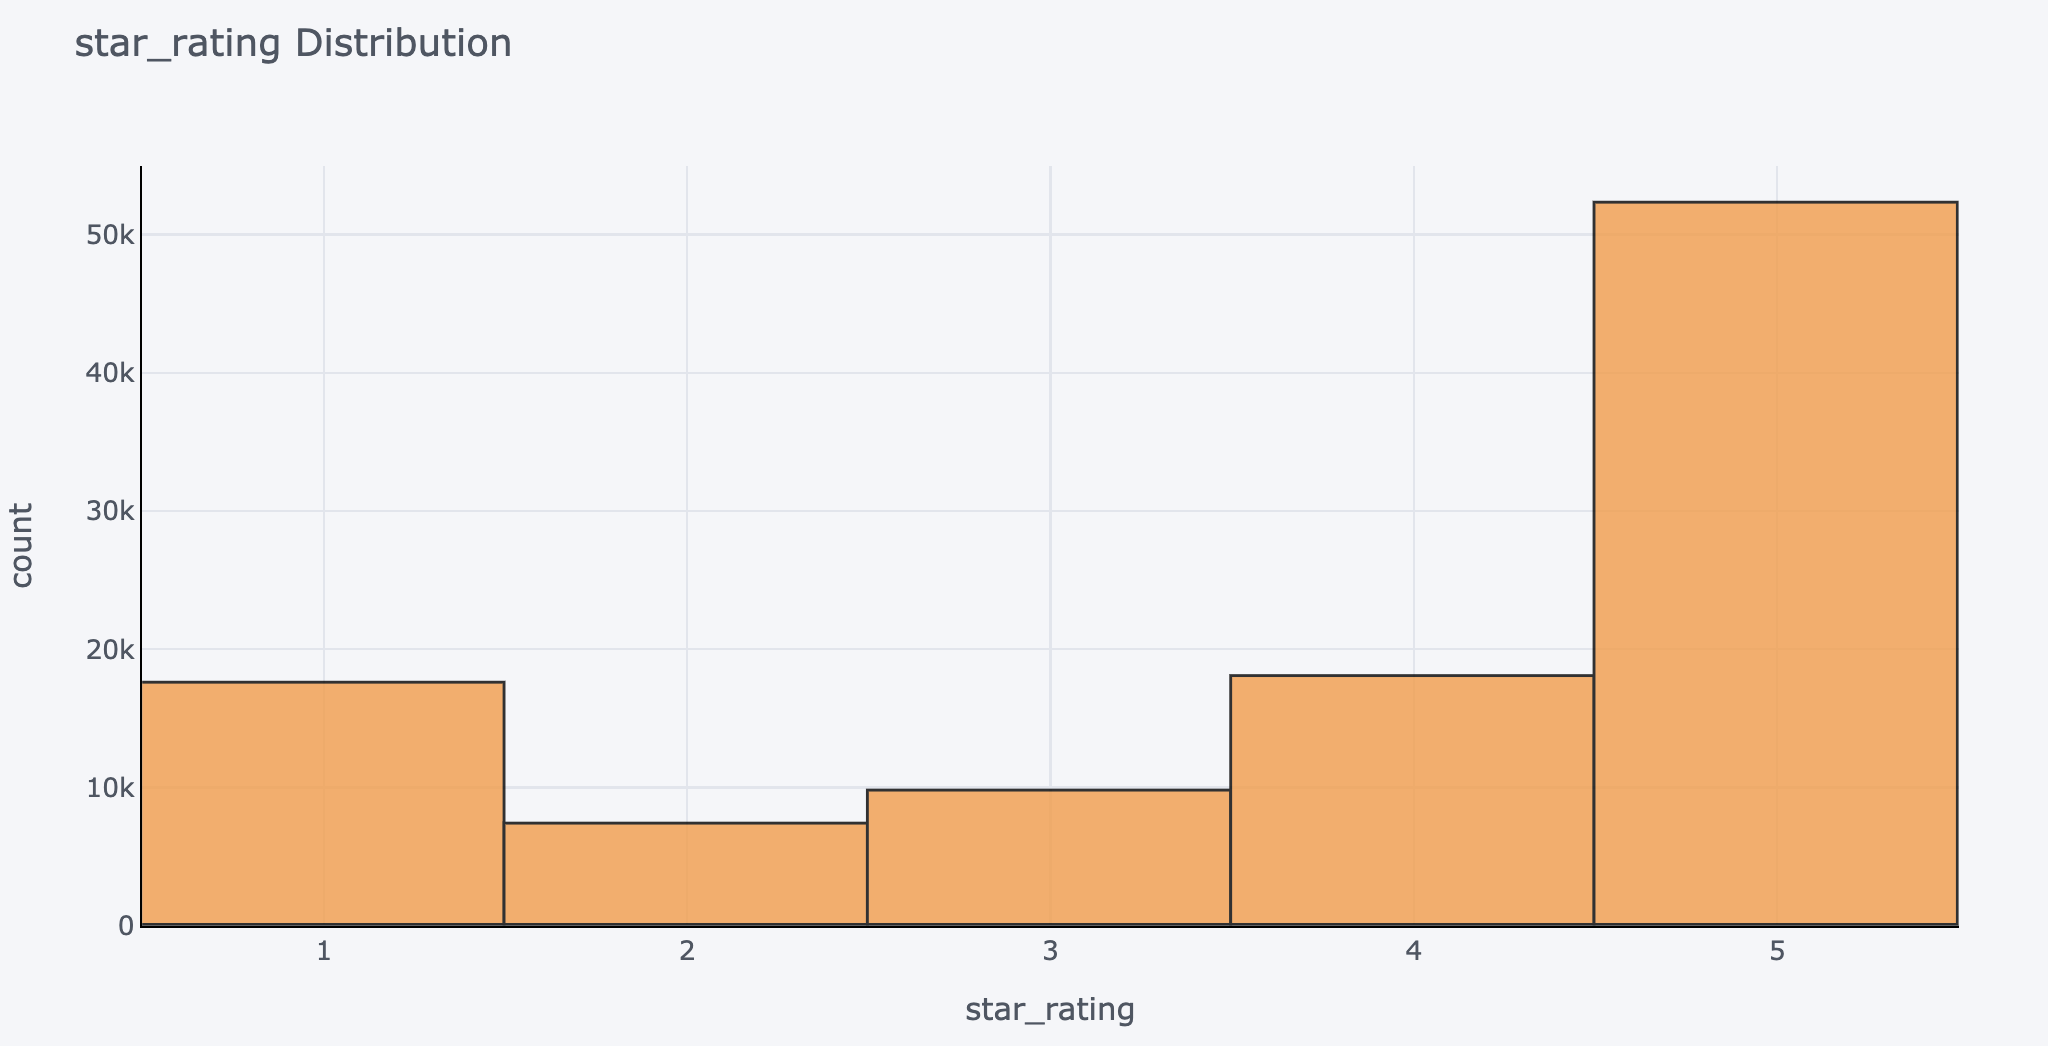 star_rating Distribution
count
50k
40k
30k
20k
10k
0
1 2 3 4 5
star_rating